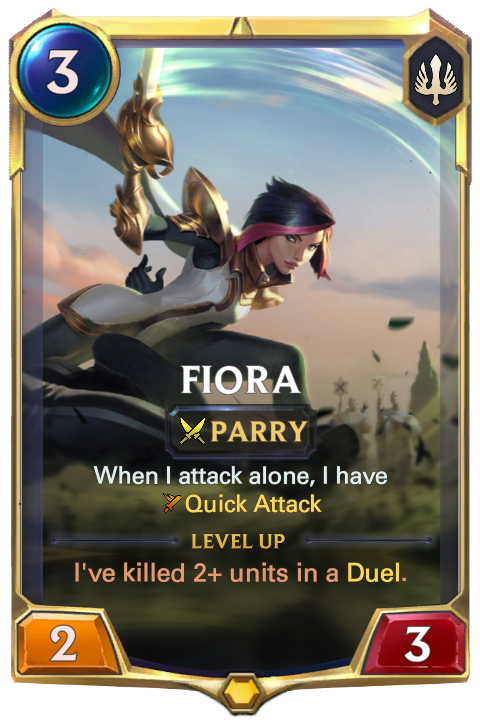 3
FIORA
PARRY
When I attack alone, I have
Quick Attack
LEVEL UP
I've killed 2+ units in a Duel.
2
3